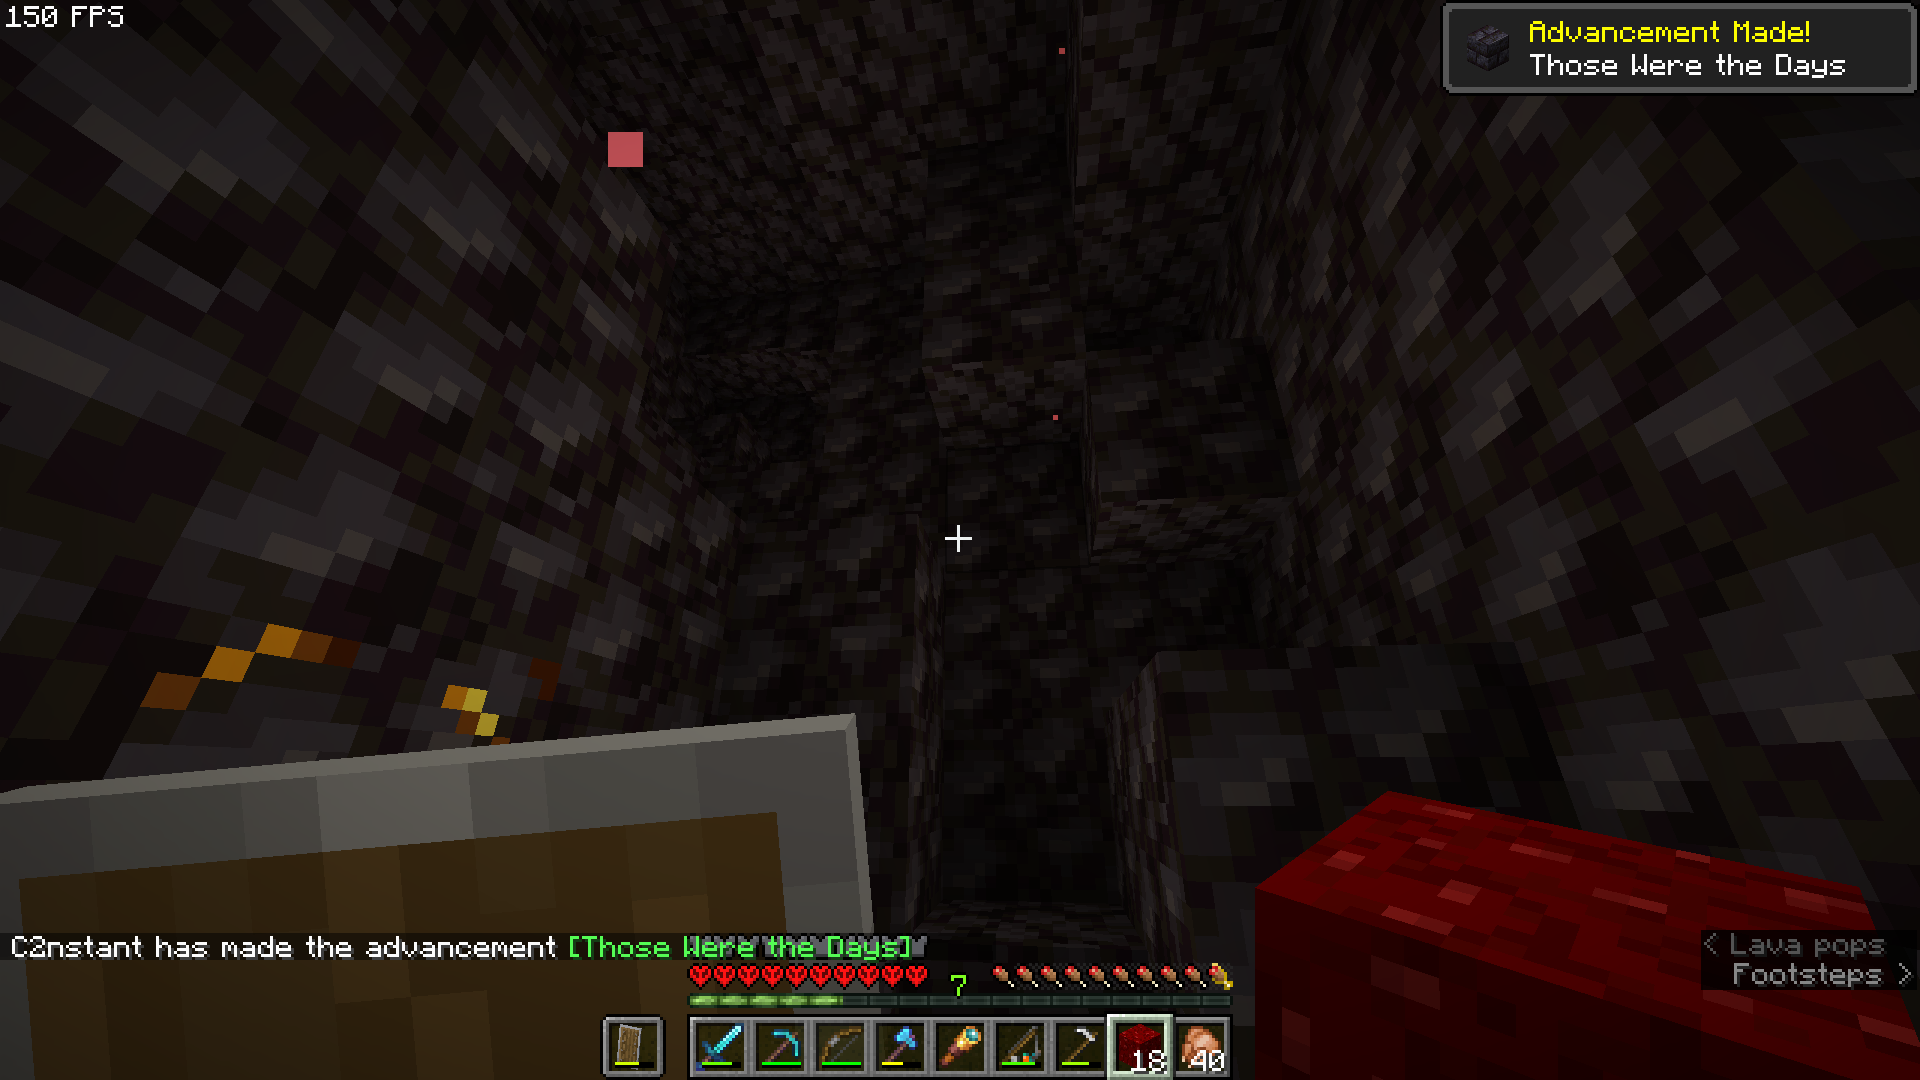 150 FPS
Advancement Made!
Those Were the Days
C2nstant has made the advancement [Those Were the Days]
< Lava pops
Footsteps >
7
18
40